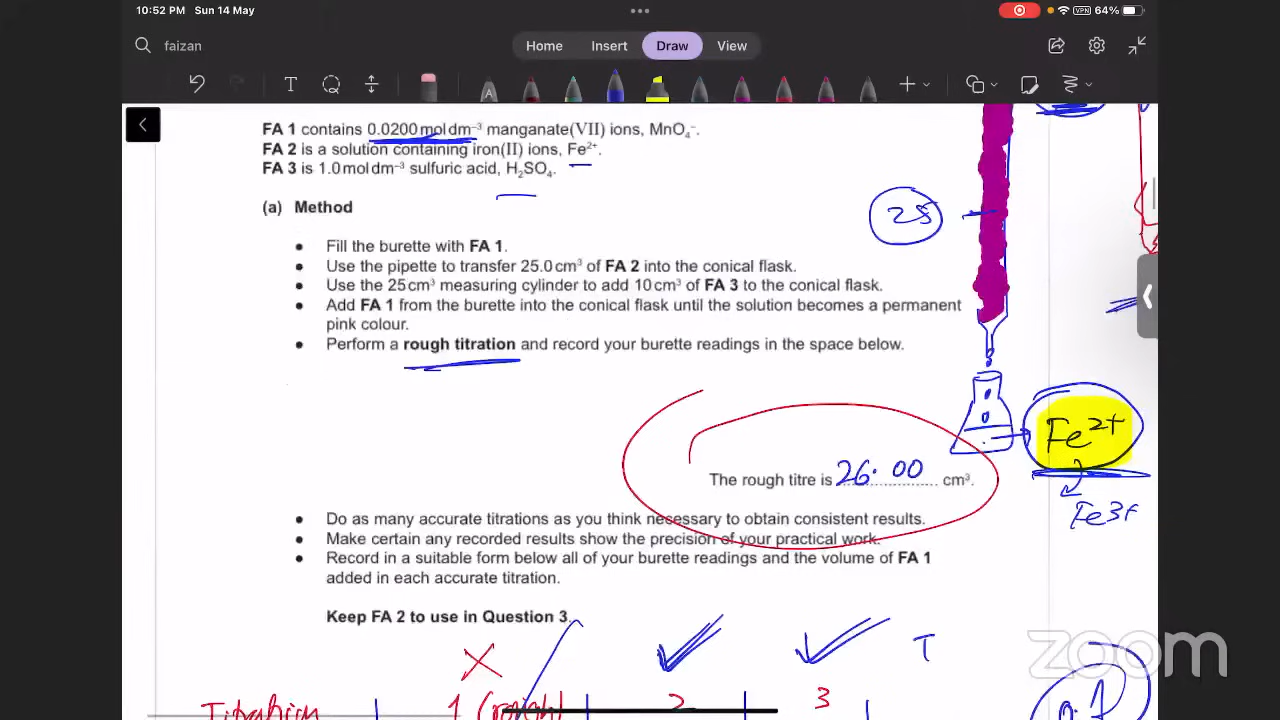 10:52 PM Sun 14 May
VPN 64%
faizan
Home Insert Draw View
T
A
FA 1 contains 0.0200 mol dm⁻³ manganate(VII) ions, MnO₄⁻.
FA 2 is a solution containing iron(II) ions, Fe²⁺.
FA 3 is 1.0 mol dm⁻³ sulfuric acid, H₂SO₄.
(a) Method
25
• Fill the burette with FA 1.
• Use the pipette to transfer 25.0 cm³ of FA 2 into the conical flask.
• Use the 25 cm³ measuring cylinder to add 10 cm³ of FA 3 to the conical flask.
• Add FA 1 from the burette into the conical flask until the solution becomes a permanent
pink colour.
• Perform a rough titration and record your burette readings in the space below.
Fe2+
The rough titre is 26.00 cm³.
Fe3+
• Do as many accurate titrations as you think necessary to obtain consistent results.
• Make certain any recorded results show the precision of your practical work.
• Record in a suitable form below all of your burette readings and the volume of FA 1
added in each accurate titration.
Keep FA 2 to use in Question 3.
T
zoom
Titration 1 (rough) 2 3
0.1